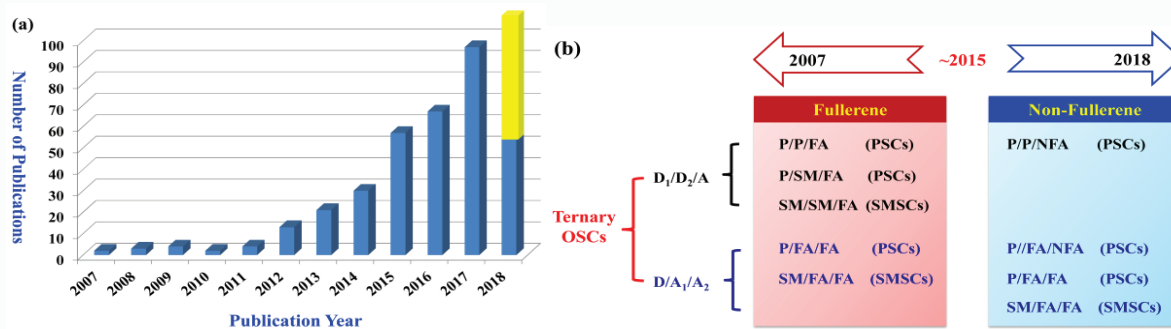 (a)
Number of Publications
100
90
80
70
60
50
40
30
20
10
0
2007
2008
2009
2010
2011
2012
2013
2014
2015
2016
2017
2018
Publication Year
(b)
2007
~2015
2018
Fullerene
Non-Fullerene
Ternary
OSCs
D₁/D₂/A
P/P/FA (PSCs)
P/SM/FA (PSCs)
SM/SM/FA (SMSCs)
P/P/NFA (PSCs)
D/A₁/A₂
P/FA/FA (PSCs)
SM/FA/FA (SMSCs)
P//FA/NFA (PSCs)
P/FA/FA (PSCs)
SM/FA/FA (SMSCs)